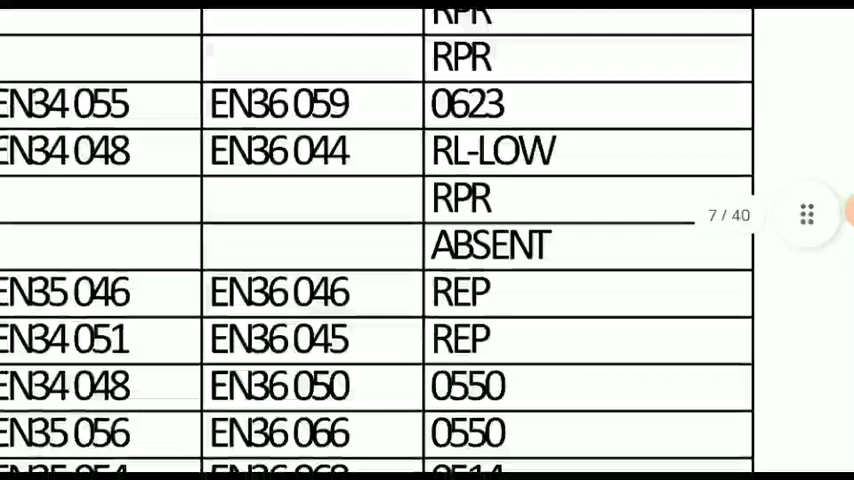 RPR
RPR
EN34 055 EN36 059 0623
EN34 048 EN36 044 RL-LOW
RPR
7 / 40
ABSENT
EN35 046 EN36 046 REP
EN34 051 EN36 045 REP
EN34 048 EN36 050 0550
EN35 056 EN36 066 0550